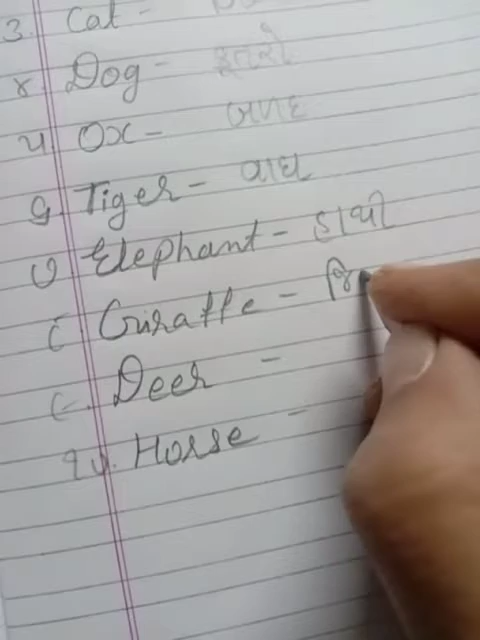 3. Cat -
૪. Dog - કૂતરો
૫. Ox - બળદ
૬. Tiger - વાઘ
૭. Elephant - હાથી
૮. Giraffe - જિ
૯. Deer -
૧૦. Horse -